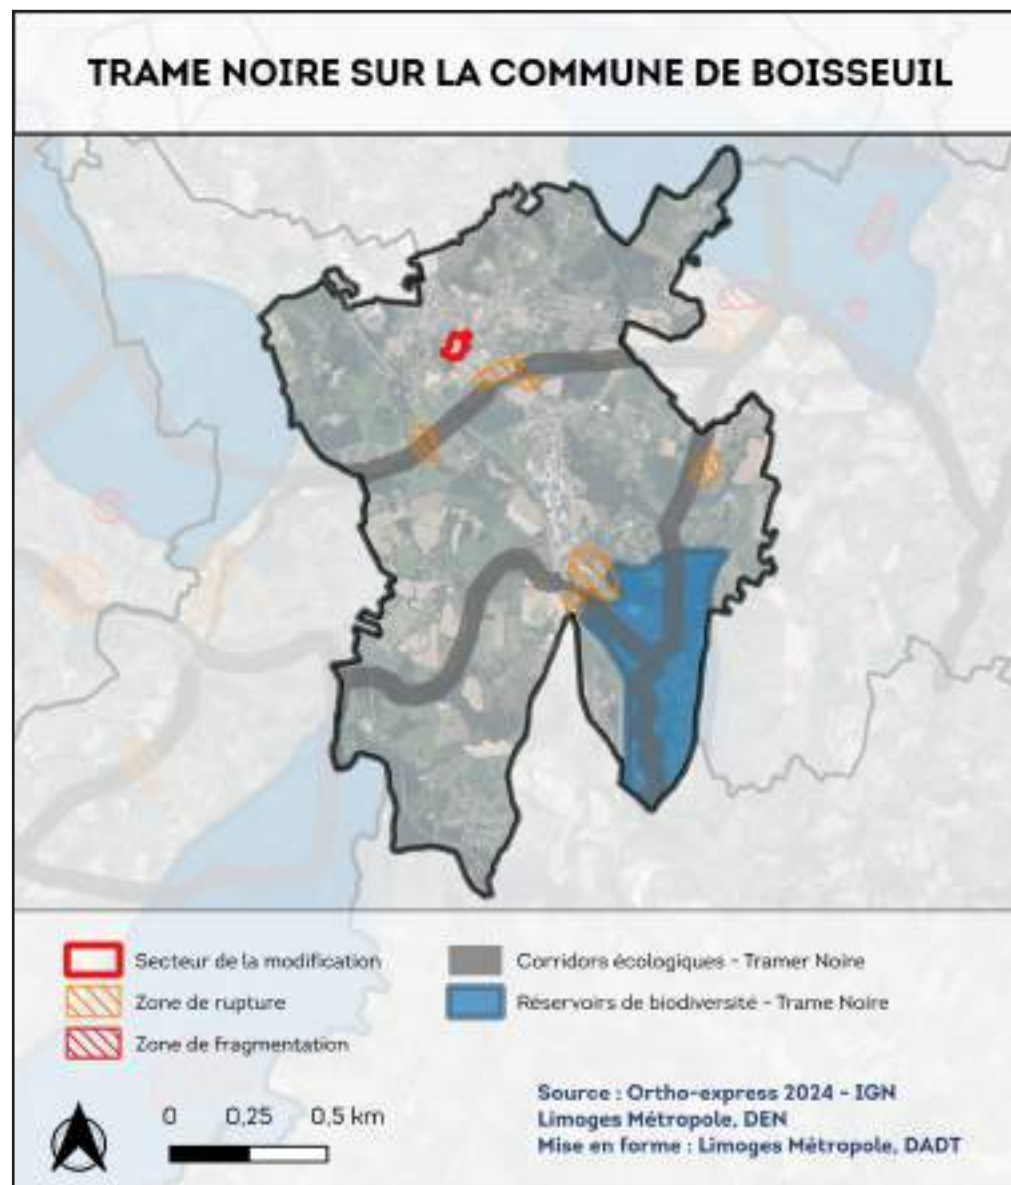 TRAME NOIRE SUR LA COMMUNE DE BOISSEUIL
Secteur de la modification
Zone de rupture
Zone de fragmentation
Corridors écologiques - Tramer Noire
Réservoirs de biodiversité - Trame Noire
0 0,25 0,5 km
Source : Ortho-express 2024 - IGN
Limoges Métropole, DEN
Mise en forme : Limoges Métropole, DADT